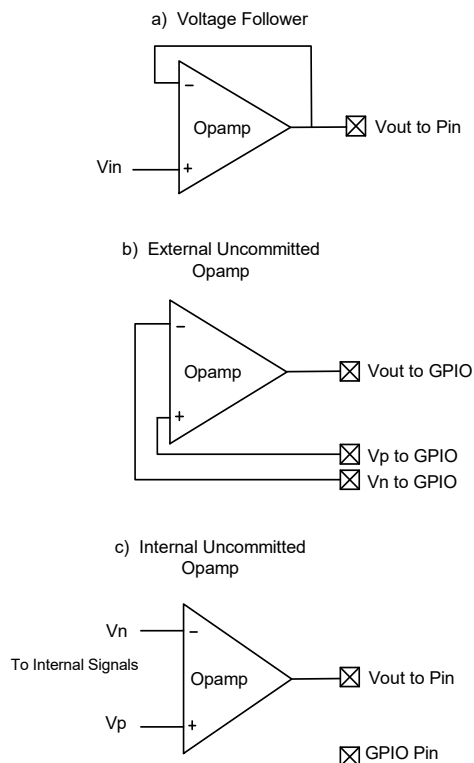 a) Voltage Follower
-
Opamp
Vout to Pin
Vin
+
b) External Uncommitted
Opamp
-
Opamp
Vout to GPIO
+
Vp to GPIO
Vn to GPIO
c) Internal Uncommitted
Opamp
Vn
-
To Internal Signals
Opamp
Vout to Pin
Vp
+
GPIO Pin